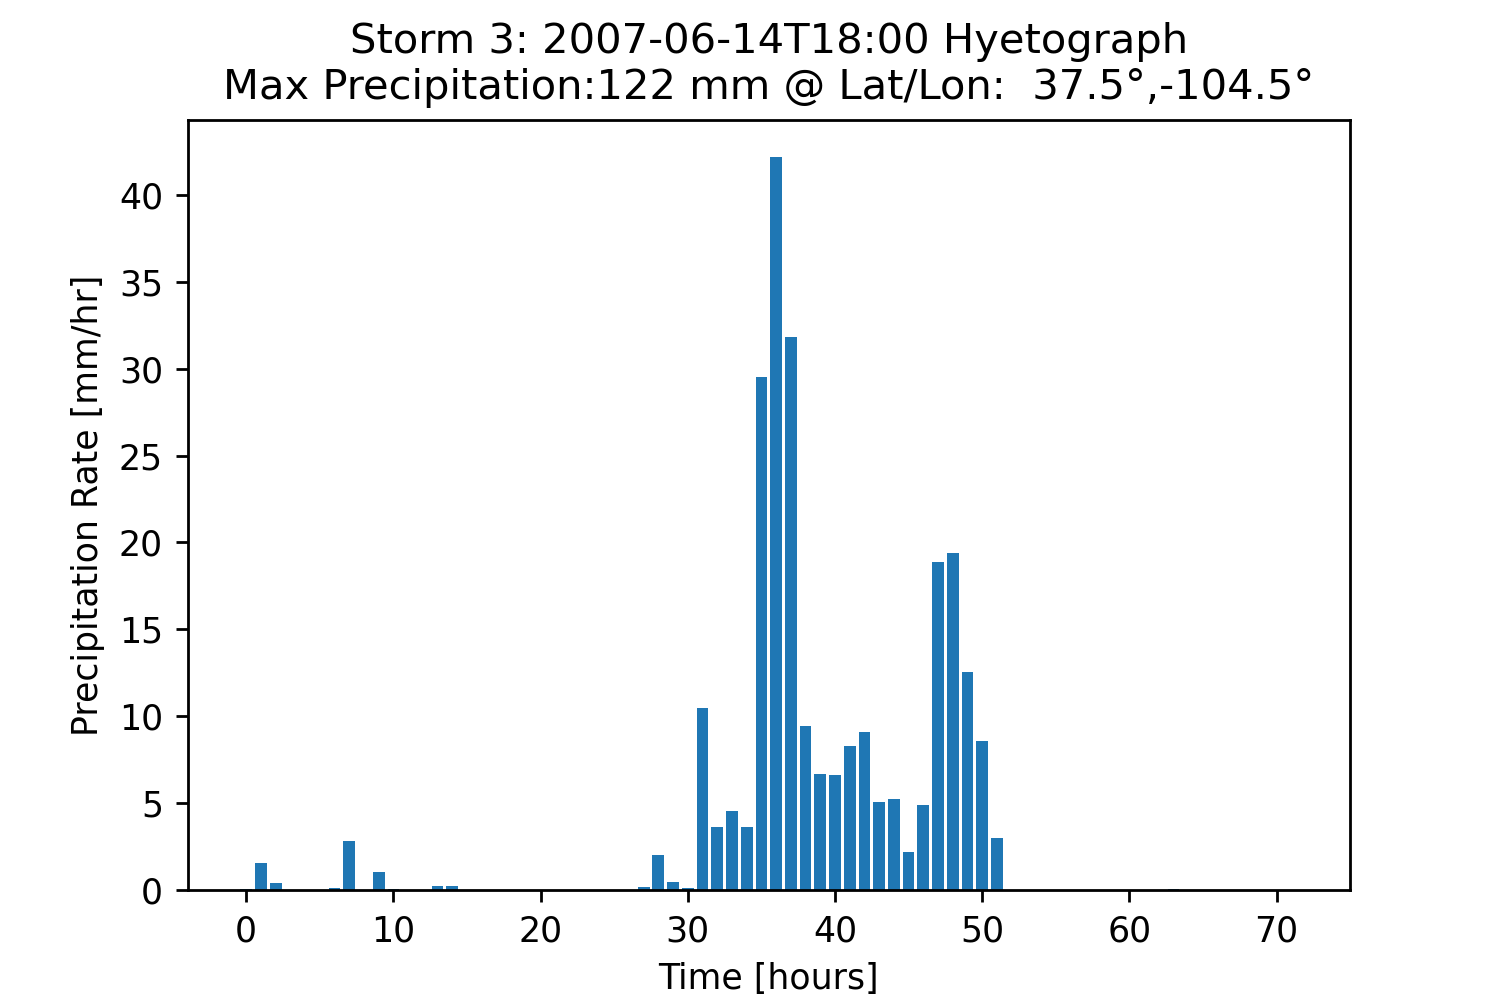 Storm 3: 2007-06-14T18:00 Hyetograph
Max Precipitation:122 mm @ Lat/Lon:  37.5°,-104.5°
40
35
30
25
20
15
10
5
0
Precipitation Rate [mm/hr]
0 10 20 30 40 50 60 70
Time [hours]